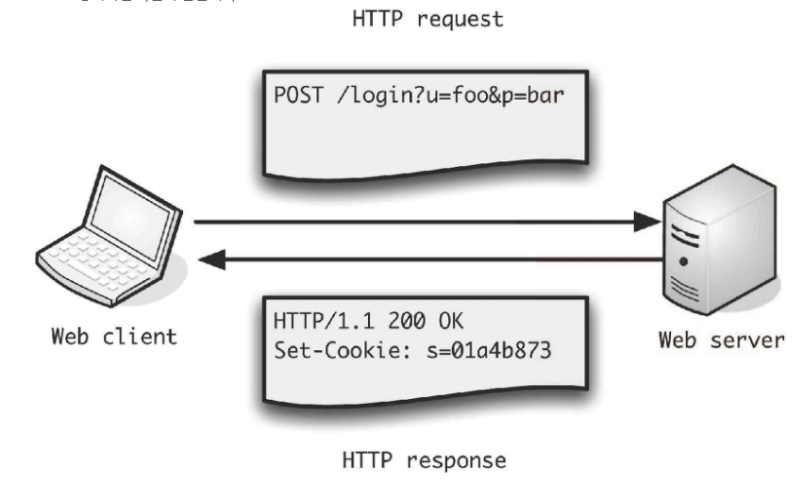 HTTP request
POST /login?u=foo&p=bar
Web client
Web server
HTTP/1.1 200 OK
Set-Cookie: s=01a4b873
HTTP response